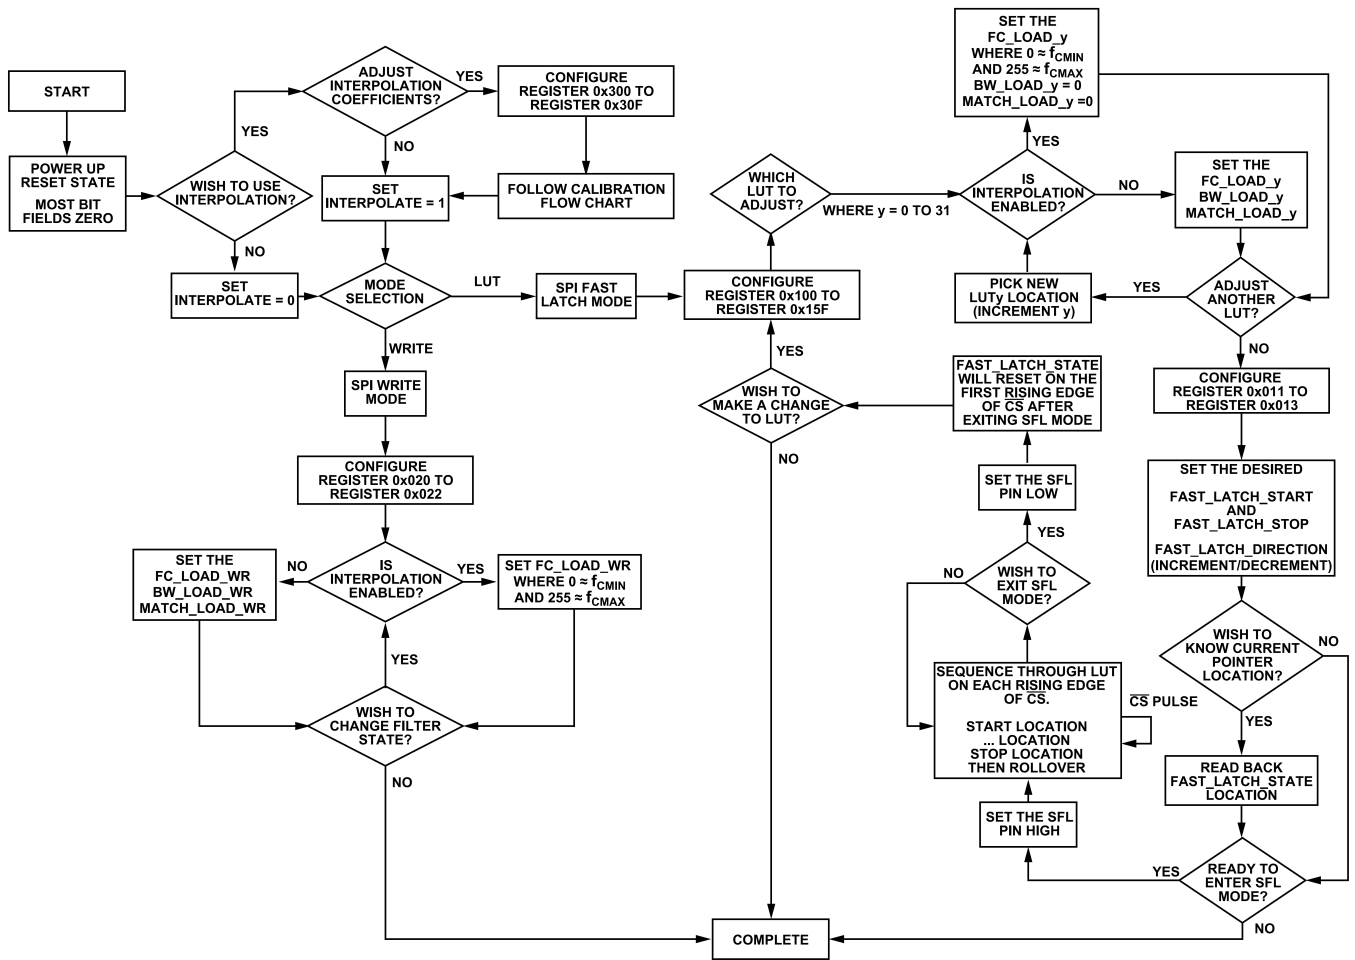 START
POWER UP
RESET STATE
MOST BIT
FIELDS ZERO
WISH TO USE
INTERPOLATION?
YES
NO
ADJUST
INTERPOLATION
COEFFICIENTS?
YES
NO
CONFIGURE
REGISTER 0x300 TO
REGISTER 0x30F
FOLLOW CALIBRATION
FLOW CHART
SET
INTERPOLATE = 1
SET
INTERPOLATE = 0
MODE
SELECTION
LUT
WRITE
SPI FAST
LATCH MODE
SPI WRITE
MODE
CONFIGURE
REGISTER 0x020 TO
REGISTER 0x022
IS
INTERPOLATION
ENABLED?
NO
YES
SET THE
FC_LOAD_WR
BW_LOAD_WR
MATCH_LOAD_WR
SET FC_LOAD_WR
WHERE 0 ≈ fCMIN
AND 255 ≈ fCMAX
YES
WISH TO
CHANGE FILTER
STATE?
NO
CONFIGURE
REGISTER 0x100 TO
REGISTER 0x15F
WHICH
LUT TO
ADJUST?
WHERE y = 0 TO 31
IS
INTERPOLATION
ENABLED?
YES
NO
SET THE
FC_LOAD_y
WHERE 0 ≈ fCMIN
AND 255 ≈ fCMAX
BW_LOAD_y = 0
MATCH_LOAD_y =0
SET THE
FC_LOAD_y
BW_LOAD_y
MATCH_LOAD_y
ADJUST
ANOTHER
LUT?
YES
NO
PICK NEW
LUTy LOCATION
(INCREMENT y)
CONFIGURE
REGISTER 0x011 TO
REGISTER 0x013
SET THE DESIRED
FAST_LATCH_START
AND
FAST_LATCH_STOP
FAST_LATCH_DIRECTION
(INCREMENT/DECREMENT)
WISH TO
KNOW CURRENT
POINTER
LOCATION?
NO
YES
READ BACK
FAST_LATCH_STATE
LOCATION
READY TO
ENTER SFL
MODE?
YES
NO
SET THE SFL
PIN HIGH
SEQUENCE THROUGH LUT
ON EACH RISING EDGE
OF C̅S̅.
START LOCATION
... LOCATION
STOP LOCATION
THEN ROLLOVER
C̅S̅ PULSE
WISH TO
EXIT SFL
MODE?
NO
YES
SET THE SFL
PIN LOW
FAST_LATCH_STATE
WILL RESET ON THE
FIRST RISING EDGE
OF C̅S̅ AFTER
EXITING SFL MODE
WISH TO
MAKE A CHANGE
TO LUT?
YES
NO
COMPLETE